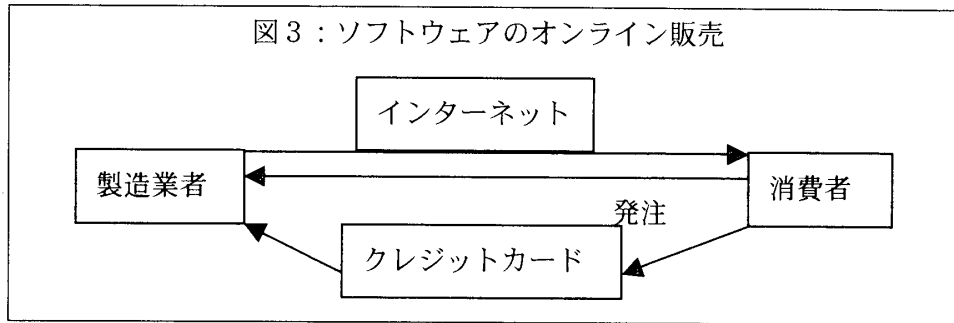 図３：ソフトウェアのオンライン販売
インターネット
製造業者
消費者
発注
クレジットカード